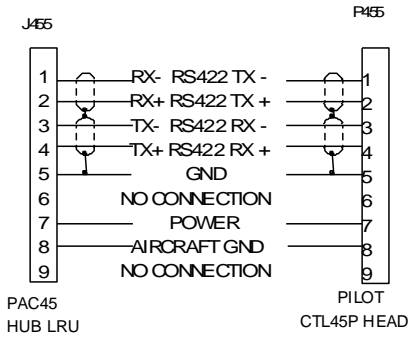 J455 P455
1 RX- RS422 TX - 1
2 RX+ RS422 TX + 2
3 TX- RS422 RX - 3
4 TX+ RS422 RX + 4
5 GND 5
6 NO CONNECTION 6
7 POWER 7
8 AIRCRAFT GND 8
9 NO CONNECTION 9
PAC45 PILOT
HUB LRU CTL45P HEAD